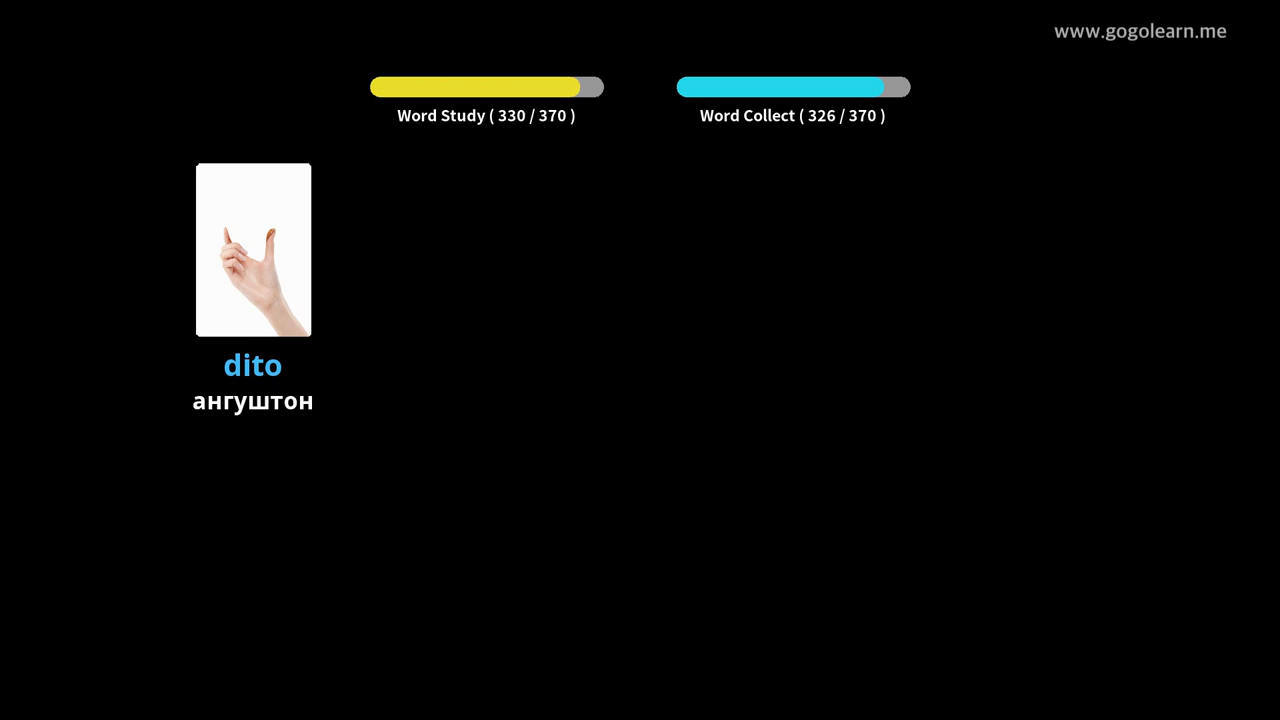 www.gogolearn.me
Word Study ( 330 / 370 )
Word Collect ( 326 / 370 )
dito
ангуштон